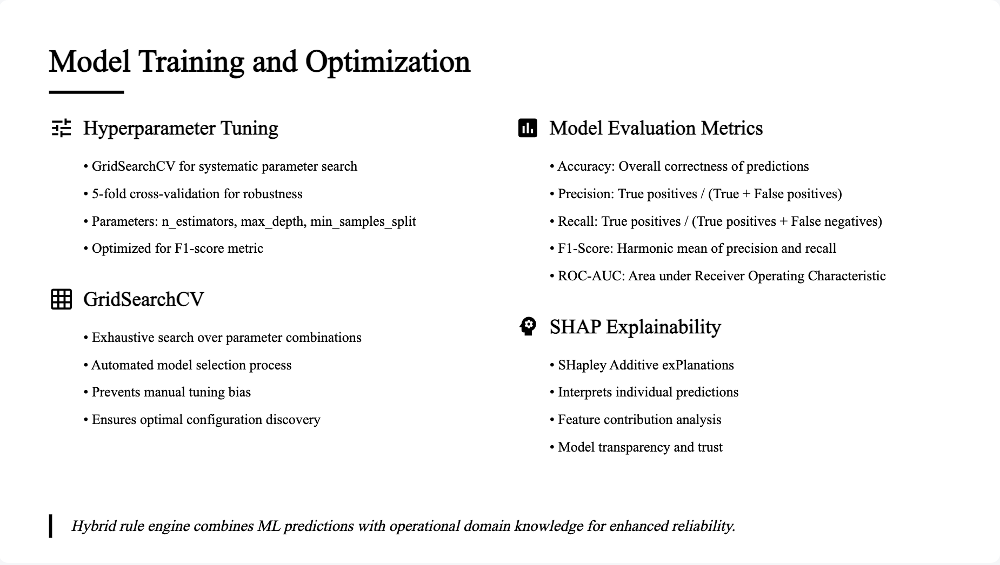 Model Training and Optimization
Hyperparameter Tuning
• GridSearchCV for systematic parameter search
• 5-fold cross-validation for robustness
• Parameters: n_estimators, max_depth, min_samples_split
• Optimized for F1-score metric
GridSearchCV
• Exhaustive search over parameter combinations
• Automated model selection process
• Prevents manual tuning bias
• Ensures optimal configuration discovery
Model Evaluation Metrics
• Accuracy: Overall correctness of predictions
• Precision: True positives / (True + False positives)
• Recall: True positives / (True positives + False negatives)
• F1-Score: Harmonic mean of precision and recall
• ROC-AUC: Area under Receiver Operating Characteristic
SHAP Explainability
• SHapley Additive exPlanations
• Interprets individual predictions
• Feature contribution analysis
• Model transparency and trust
Hybrid rule engine combines ML predictions with operational domain knowledge for enhanced reliability.